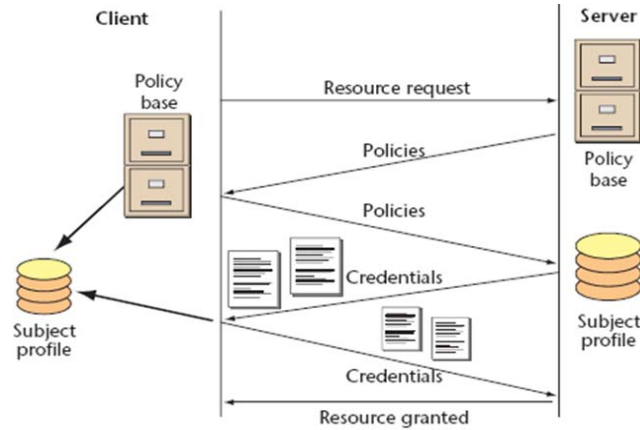 Client
Server
Policy
base
Resource request
Policies
Policy
base
Policies
Credentials
Subject
profile
Subject
profile
Credentials
Resource granted